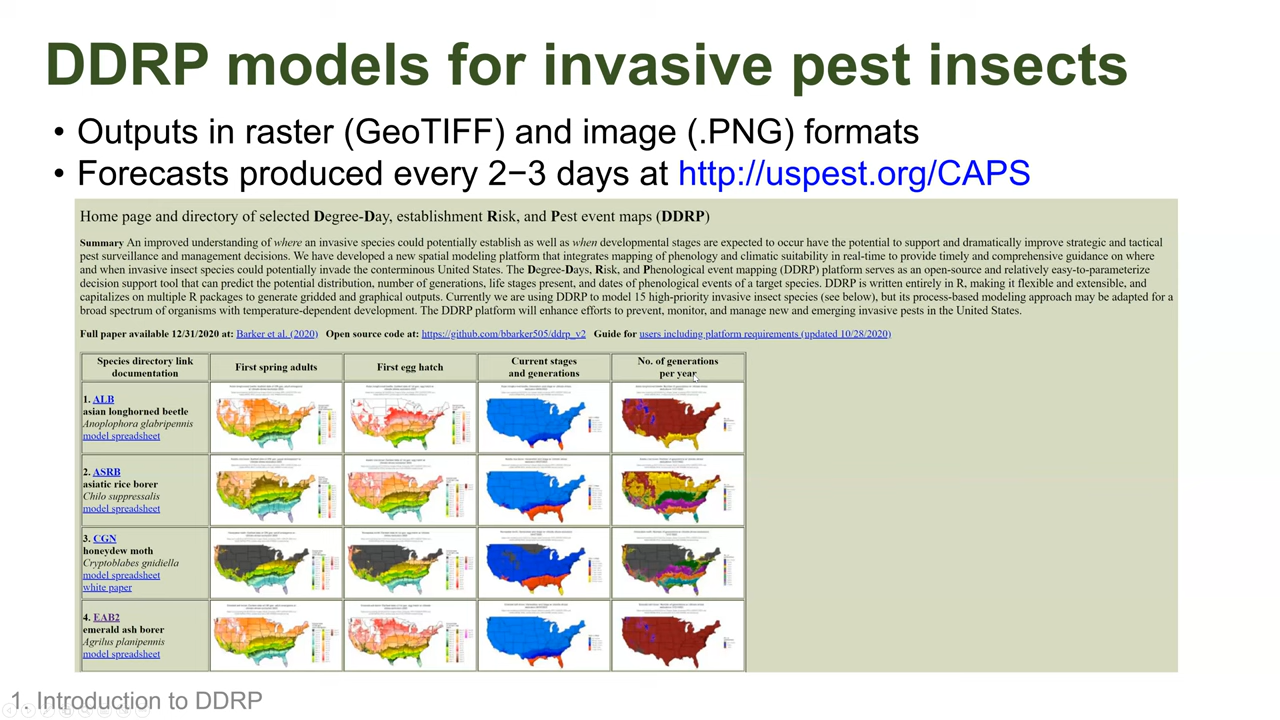 DDRP models for invasive pest insects
• Outputs in raster (GeoTIFF) and image (.PNG) formats
• Forecasts produced every 2−3 days at http://uspest.org/CAPS
Home page and directory of selected Degree-Day, establishment Risk, and Pest event maps (DDRP)
Summary An improved understanding of where an invasive species could potentially establish as well as when developmental stages are expected to occur have the potential to support and dramatically improve strategic and tactical
pest surveillance and management decisions. We have developed a new spatial modeling platform that integrates mapping of phenology and climatic suitability in real-time to provide timely and comprehensive guidance on where
and when invasive insect species could potentially invade the conterminous United States. The Degree-Days, Risk, and Phenological event mapping (DDRP) platform serves as an open-source and relatively easy-to-parameterize
decision support tool that can predict the potential distribution, number of generations, life stages present, and dates of phenological events of a target species. DDRP is written entirely in R, making it flexible and extensible, and
capitalizes on multiple R packages to generate gridded and graphical outputs. Currently we are using DDRP to model 15 high-priority invasive insect species (see below), but its process-based modeling approach may be adapted for a
broad spectrum of organisms with temperature-dependent development. The DDRP platform will enhance efforts to prevent, monitor, and manage new and emerging invasive pests in the United States.
Full paper available 12/31/2020 at: Barker et al. (2020) Open source code at: https://github.com/bbarker505/ddrp_v2 Guide for users including platform requirements (updated 10/28/2020)
Species directory link
documentation
First spring adults
First egg hatch
Current stages
and generations
No. of generations
per year
1. ALB
asian longhorned beetle
Anoplophora glabripennis
model spreadsheet
2. ASRB
asiatic rice borer
Chilo suppressalis
model spreadsheet
3. CGN
honeydew moth
Cryptoblabes gnidiella
model spreadsheet
white paper
4. EAB2
emerald ash borer
Agrilus planipennis
model spreadsheet
1. Introduction to DDRP